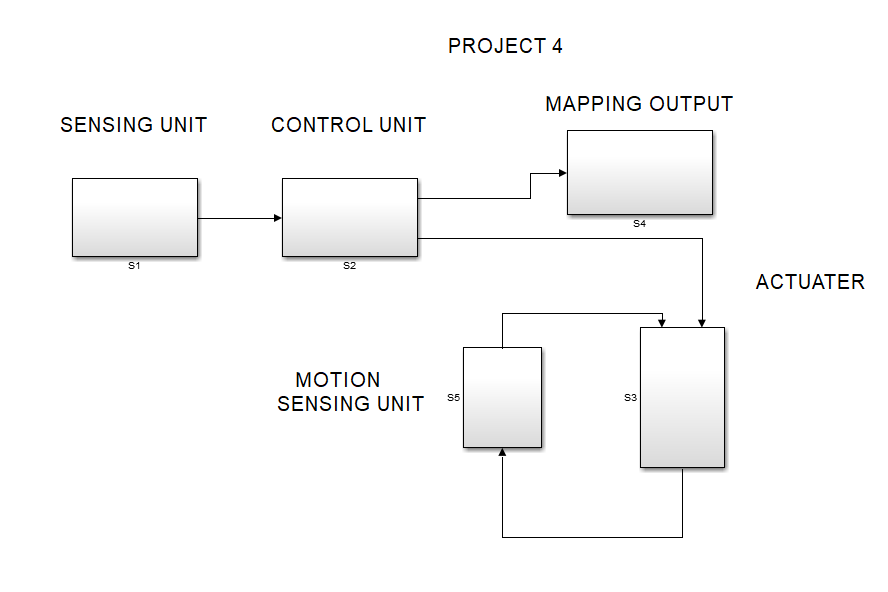 PROJECT 4
MAPPING OUTPUT
SENSING UNIT
CONTROL UNIT
S4
S1
S2
ACTUATER
MOTION
SENSING UNIT
S5
S3